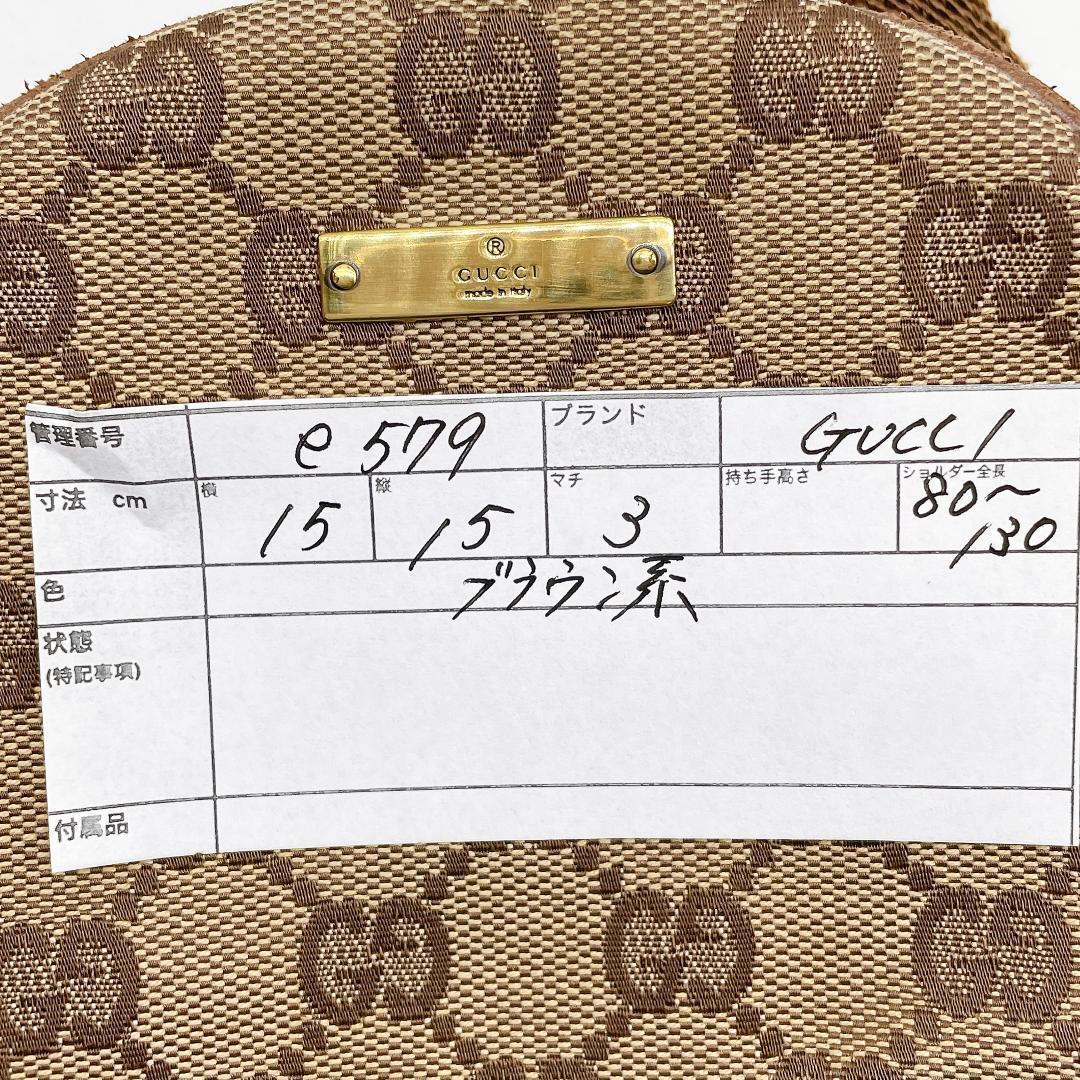 ®
GUCCI
made in italy
管理番号 e 579 ブランド GUCCI
寸法 cm 横 15 縦 15 マチ 3 持ち手高さ ショルダー全長 80~130
色 ブラウン系
状態
(特記事項)
付属品